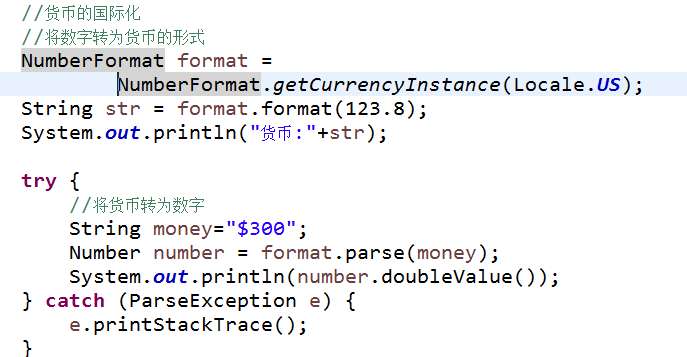 //货币的国际化
//将数字转为货币的形式
NumberFormat format =
NumberFormat.getCurrencyInstance(Locale.US);
String str = format.format(123.8);
System.out.println("货币:"+str);
try {
//将货币转为数字
String money="$300";
Number number = format.parse(money);
System.out.println(number.doubleValue());
} catch (ParseException e) {
e.printStackTrace();
}